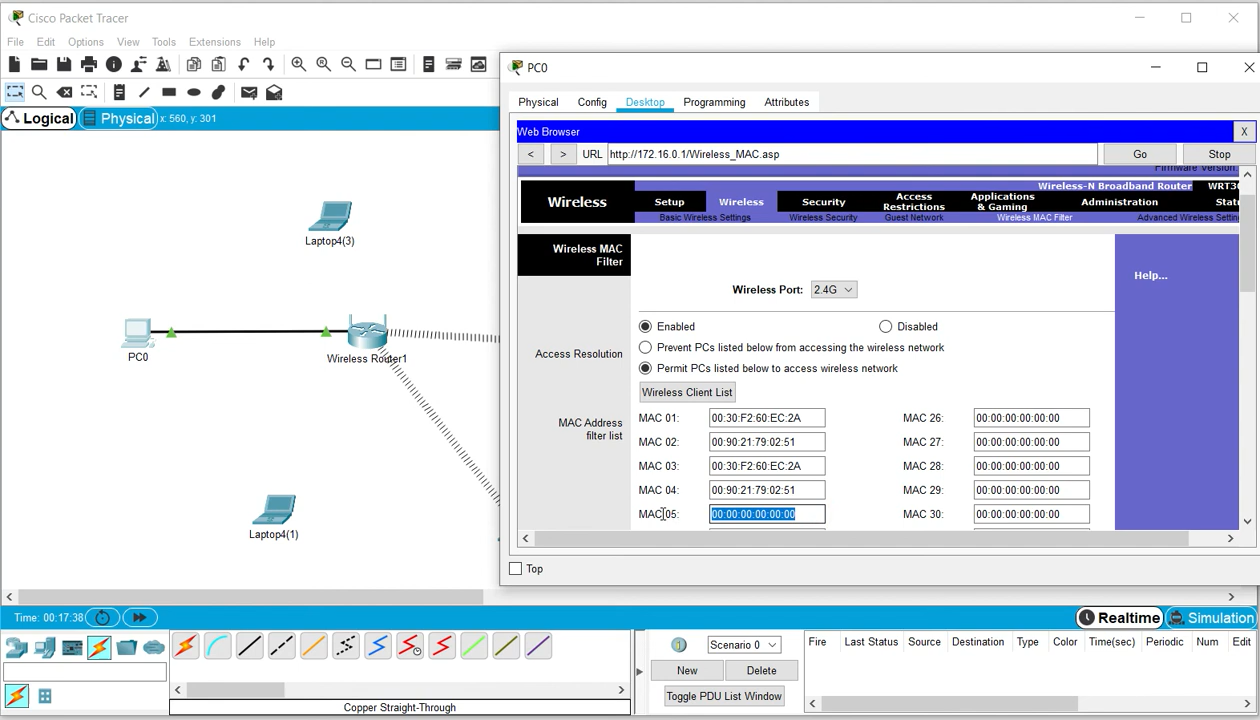 Cisco Packet Tracer
File Edit Options View Tools Extensions Help
Logical Physical x: 560, y: 301
Laptop4(3)
PC0
Wireless Router1
Laptop4(1)
PC0
Physical Config Desktop Programming Attributes
Web Browser X
< > URL http://172.16.0.1/Wireless_MAC.asp Go Stop
Firmware Version:
Wireless-N Broadband Router WRT30
Wireless Setup Wireless Security Access Restrictions Applications & Gaming Administration Statu
Basic Wireless Settings Wireless Security Guest Network Wireless MAC Filter Advanced Wireless Settin
Wireless MAC
Filter
Help...
Wireless Port: 2.4G
Enabled Disabled
Access Resolution
Prevent PCs listed below from accessing the wireless network
Permit PCs listed below to access wireless network
Wireless Client List
MAC Address
filter list
MAC 01: 00:30:F2:60:EC:2A MAC 26: 00:00:00:00:00:00
MAC 02: 00:90:21:79:02:51 MAC 27: 00:00:00:00:00:00
MAC 03: 00:30:F2:60:EC:2A MAC 28: 00:00:00:00:00:00
MAC 04: 00:90:21:79:02:51 MAC 29: 00:00:00:00:00:00
MAC 05: 00:00:00:00:00:00 MAC 30: 00:00:00:00:00:00
Top
Time: 00:17:38 Realtime Simulation
Scenario 0
New Delete
Toggle PDU List Window
Fire Last Status Source Destination Type Color Time(sec) Periodic Num Edit
Copper Straight-Through